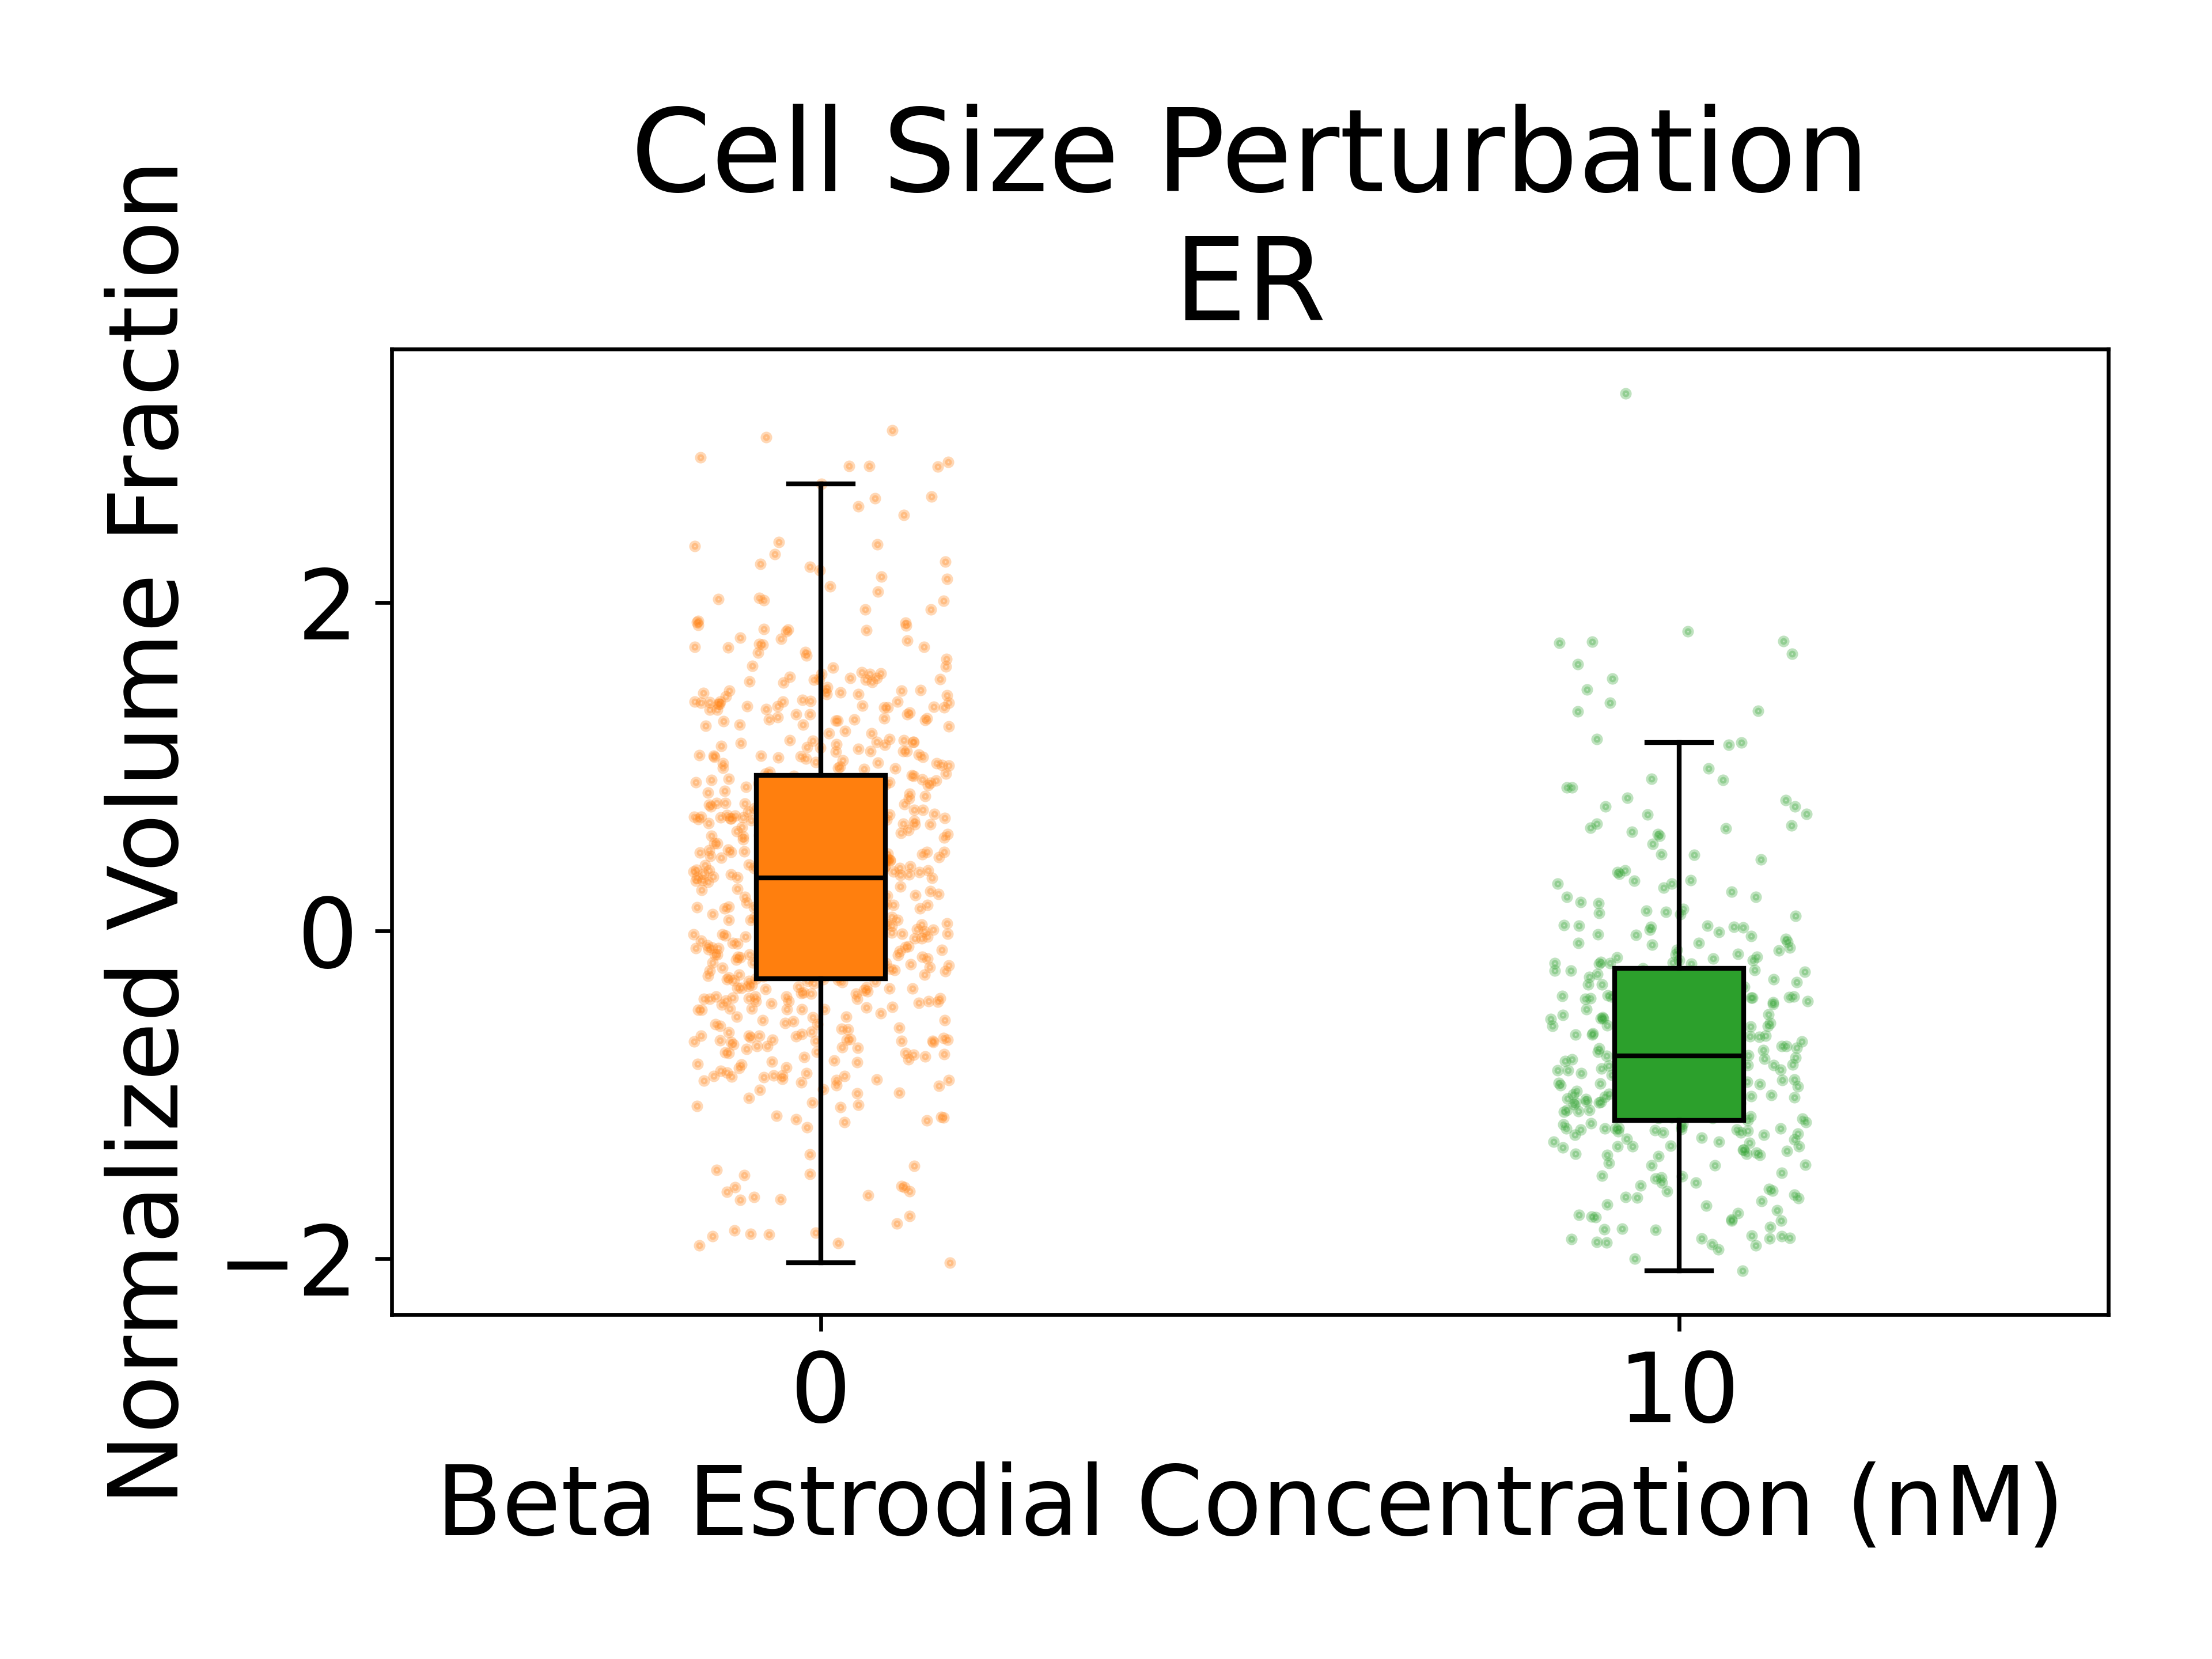 Cell Size Perturbation
ER
Normalized Volume Fraction
2
0
−2
0
10
Beta Estrodial Concentration (nM)